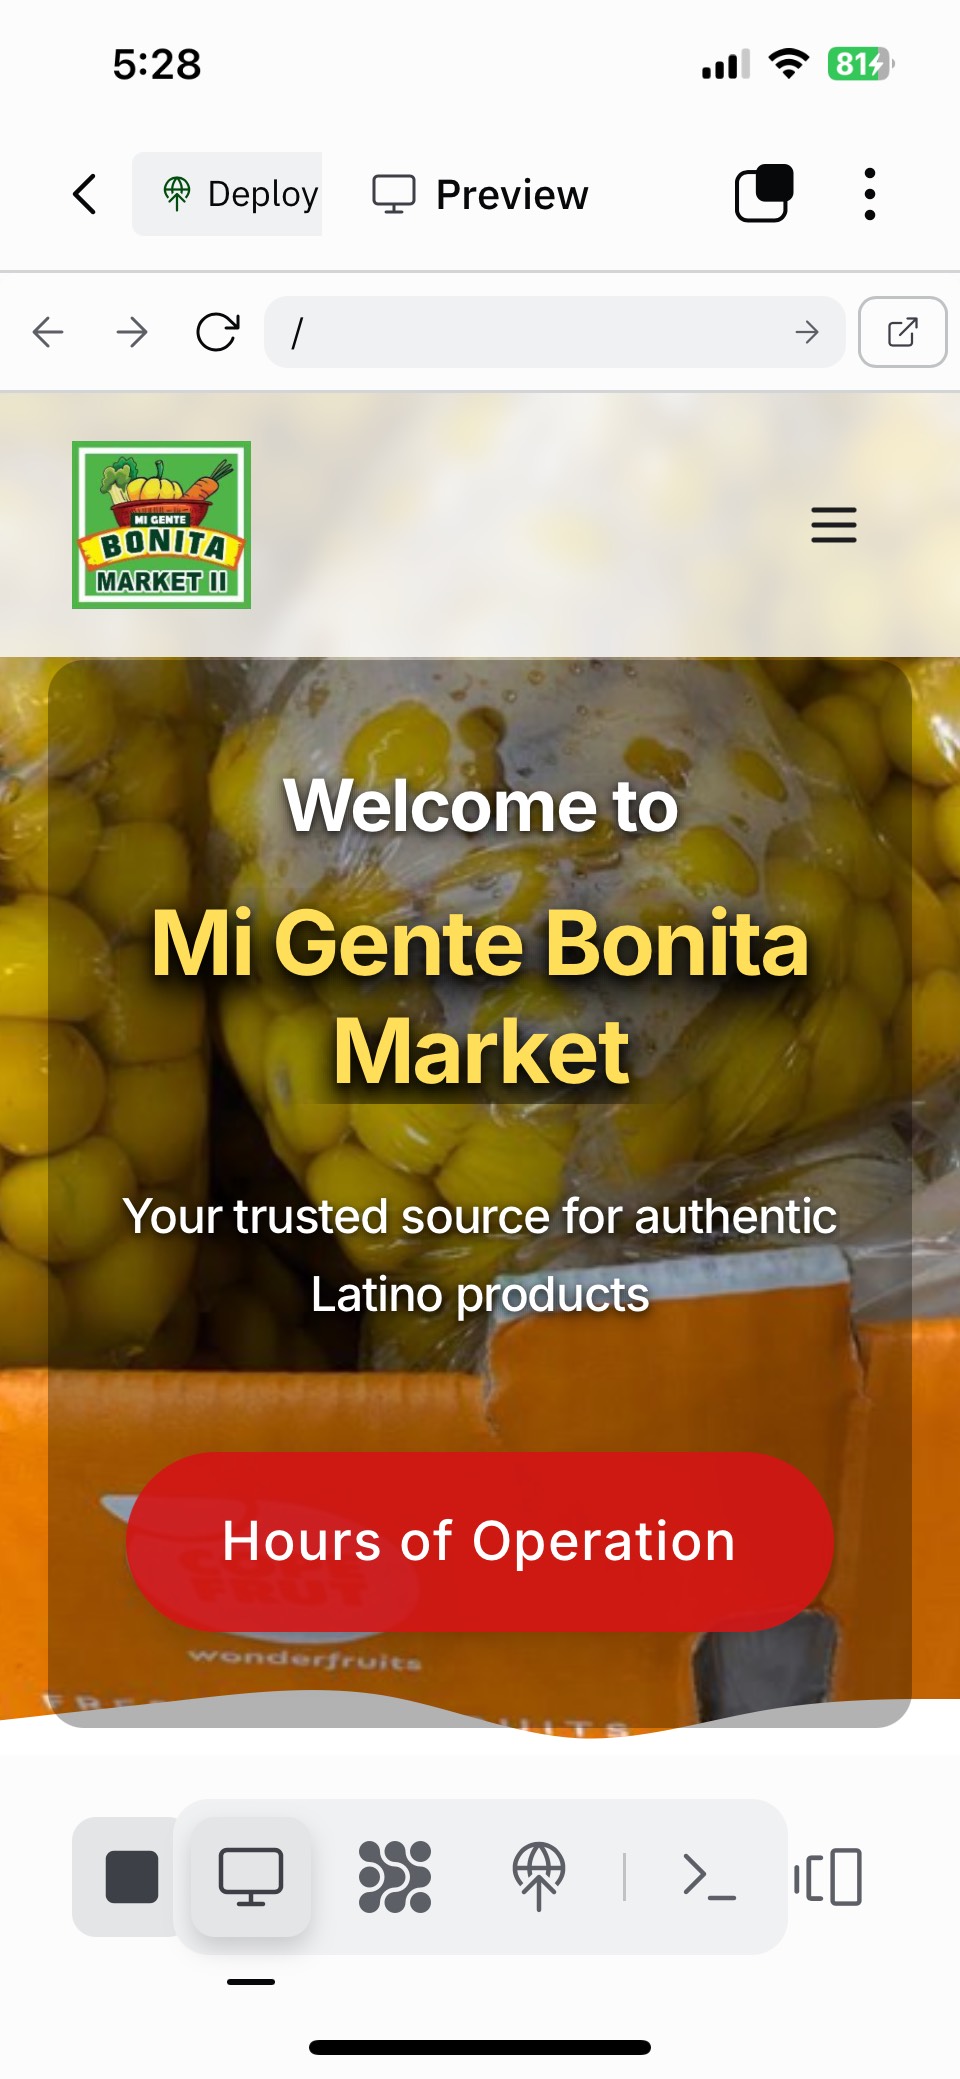 5:28
81
Deploy
Preview
/
MI GENTE
BONITA
MARKET II
Welcome to
Mi Gente Bonita
Market
Your trusted source for authentic
Latino products
Hours of Operation
FRUT
wonderfruits